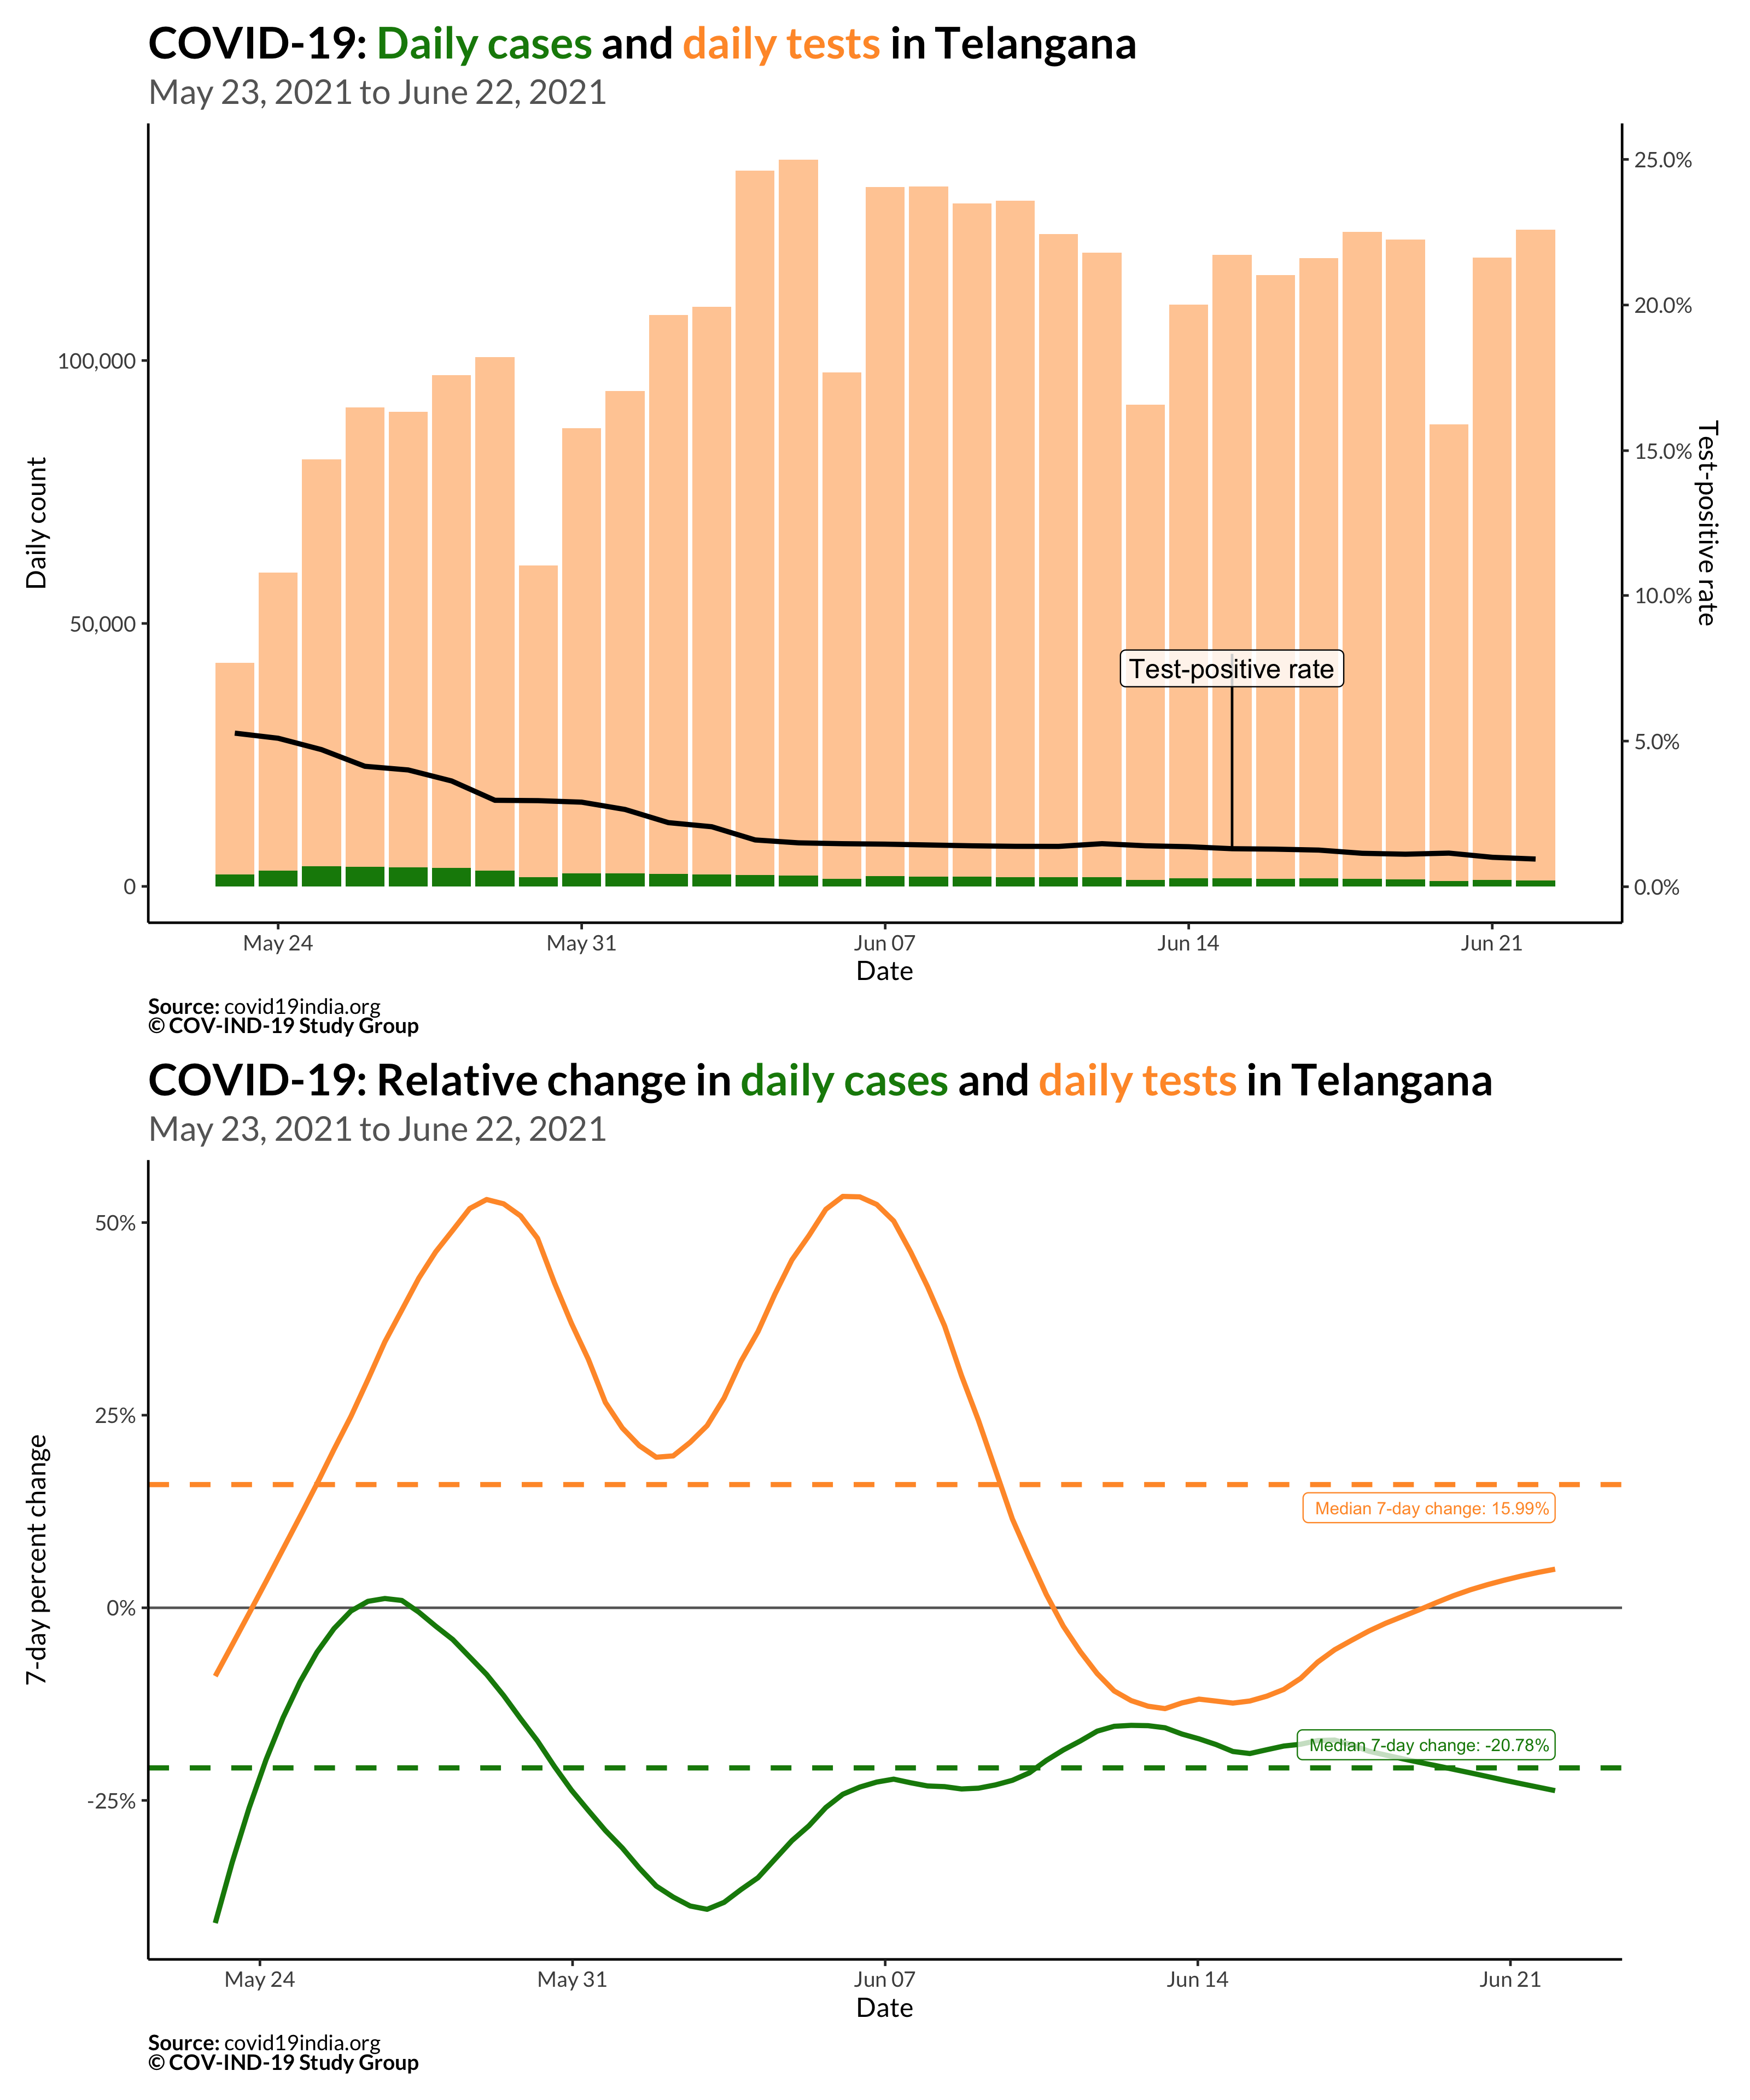 COVID-19: Daily cases and daily tests in Telangana
May 23, 2021 to June 22, 2021
Daily count
100,000
50,000
0
25.0%
20.0%
15.0%
10.0%
5.0%
0.0%
Test-positive rate
Test-positive rate
May 24
May 31
Jun 07
Jun 14
Jun 21
Date
Source: covid19india.org
© COV-IND-19 Study Group
COVID-19: Relative change in daily cases and daily tests in Telangana
May 23, 2021 to June 22, 2021
7-day percent change
50%
25%
0%
-25%
Median 7-day change: 15.99%
Median 7-day change: -20.78%
May 24
May 31
Jun 07
Jun 14
Jun 21
Date
Source: covid19india.org
© COV-IND-19 Study Group